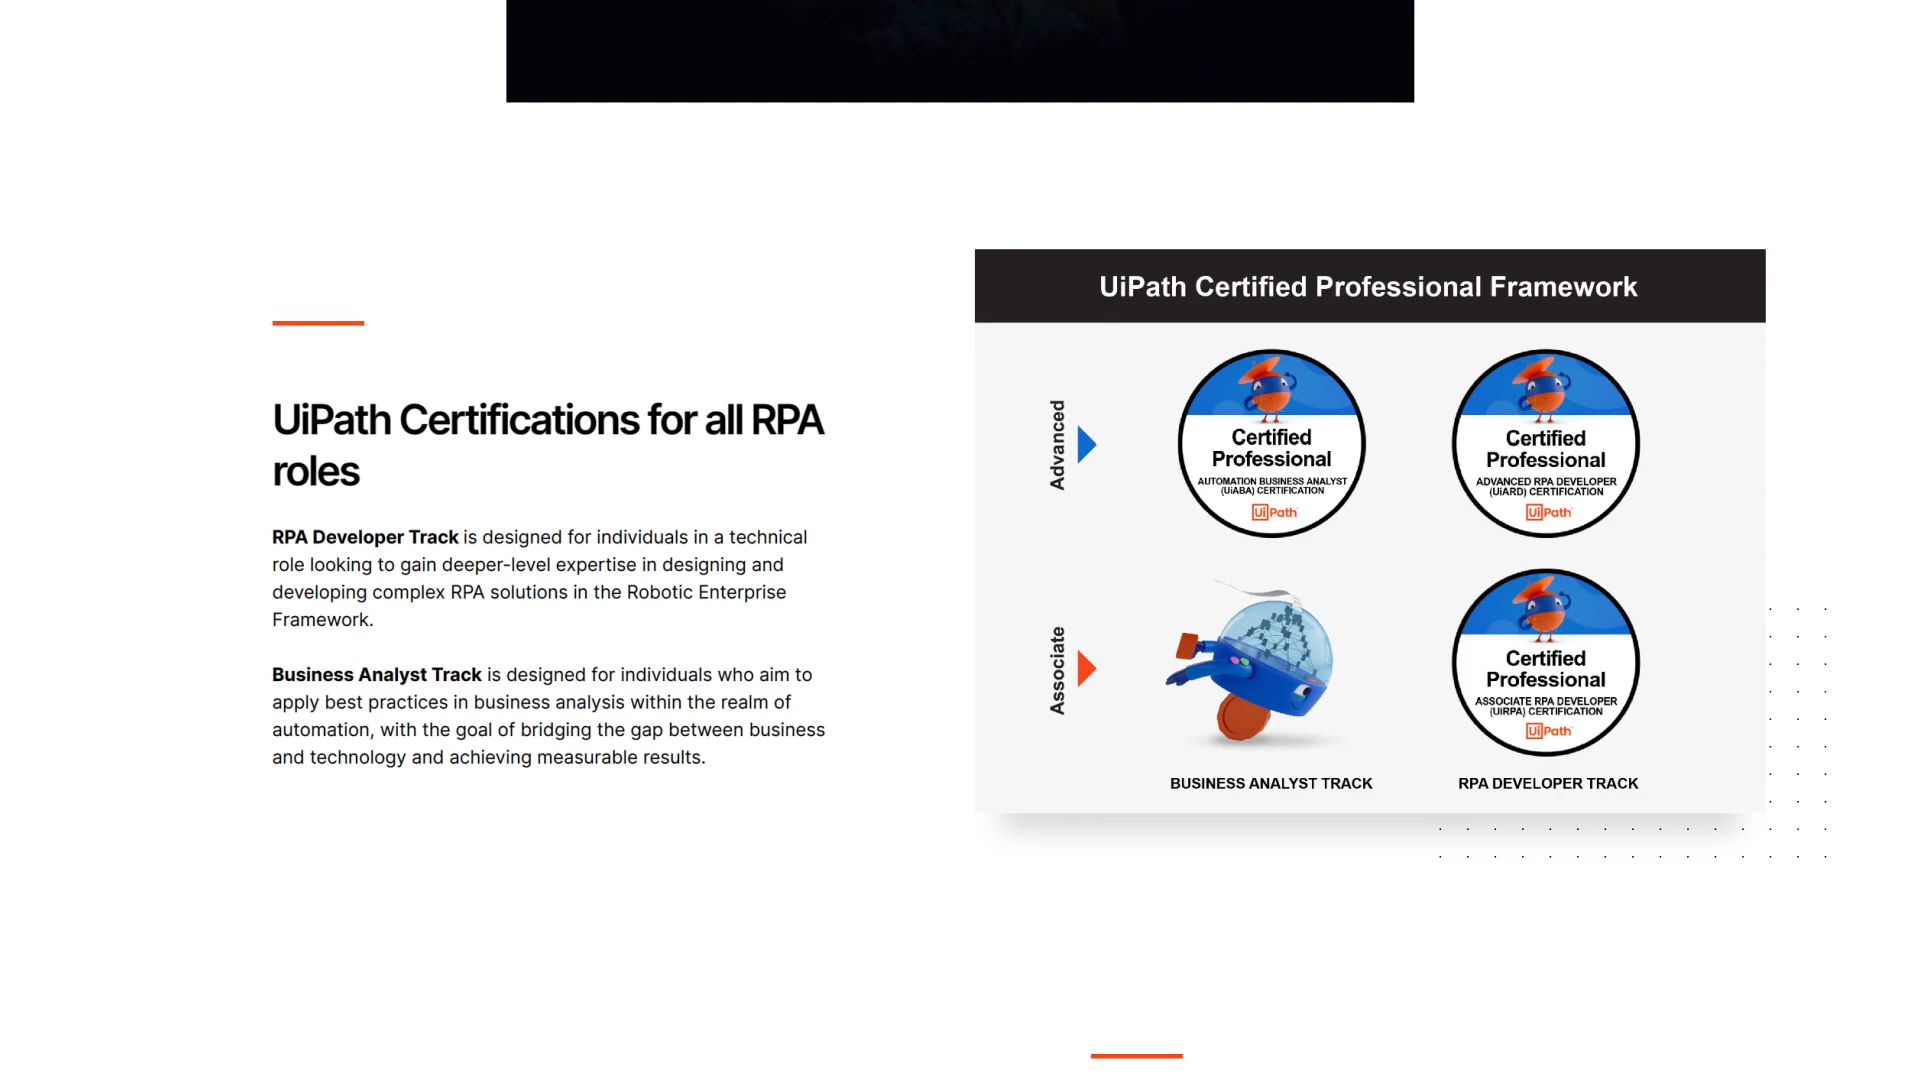 UiPath Certifications for all RPA
roles
RPA Developer Track is designed for individuals in a technical
role looking to gain deeper-level expertise in designing and
developing complex RPA solutions in the Robotic Enterprise
Framework.
Business Analyst Track is designed for individuals who aim to
apply best practices in business analysis within the realm of
automation, with the goal of bridging the gap between business
and technology and achieving measurable results.
UiPath Certified Professional Framework
Advanced
Certified
Professional
AUTOMATION BUSINESS ANALYST
(UiABA) CERTIFICATION
UiPath
Certified
Professional
ADVANCED RPA DEVELOPER
(UiARD) CERTIFICATION
UiPath
Associate
Certified
Professional
ASSOCIATE RPA DEVELOPER
(UiRPA) CERTIFICATION
UiPath
BUSINESS ANALYST TRACK
RPA DEVELOPER TRACK